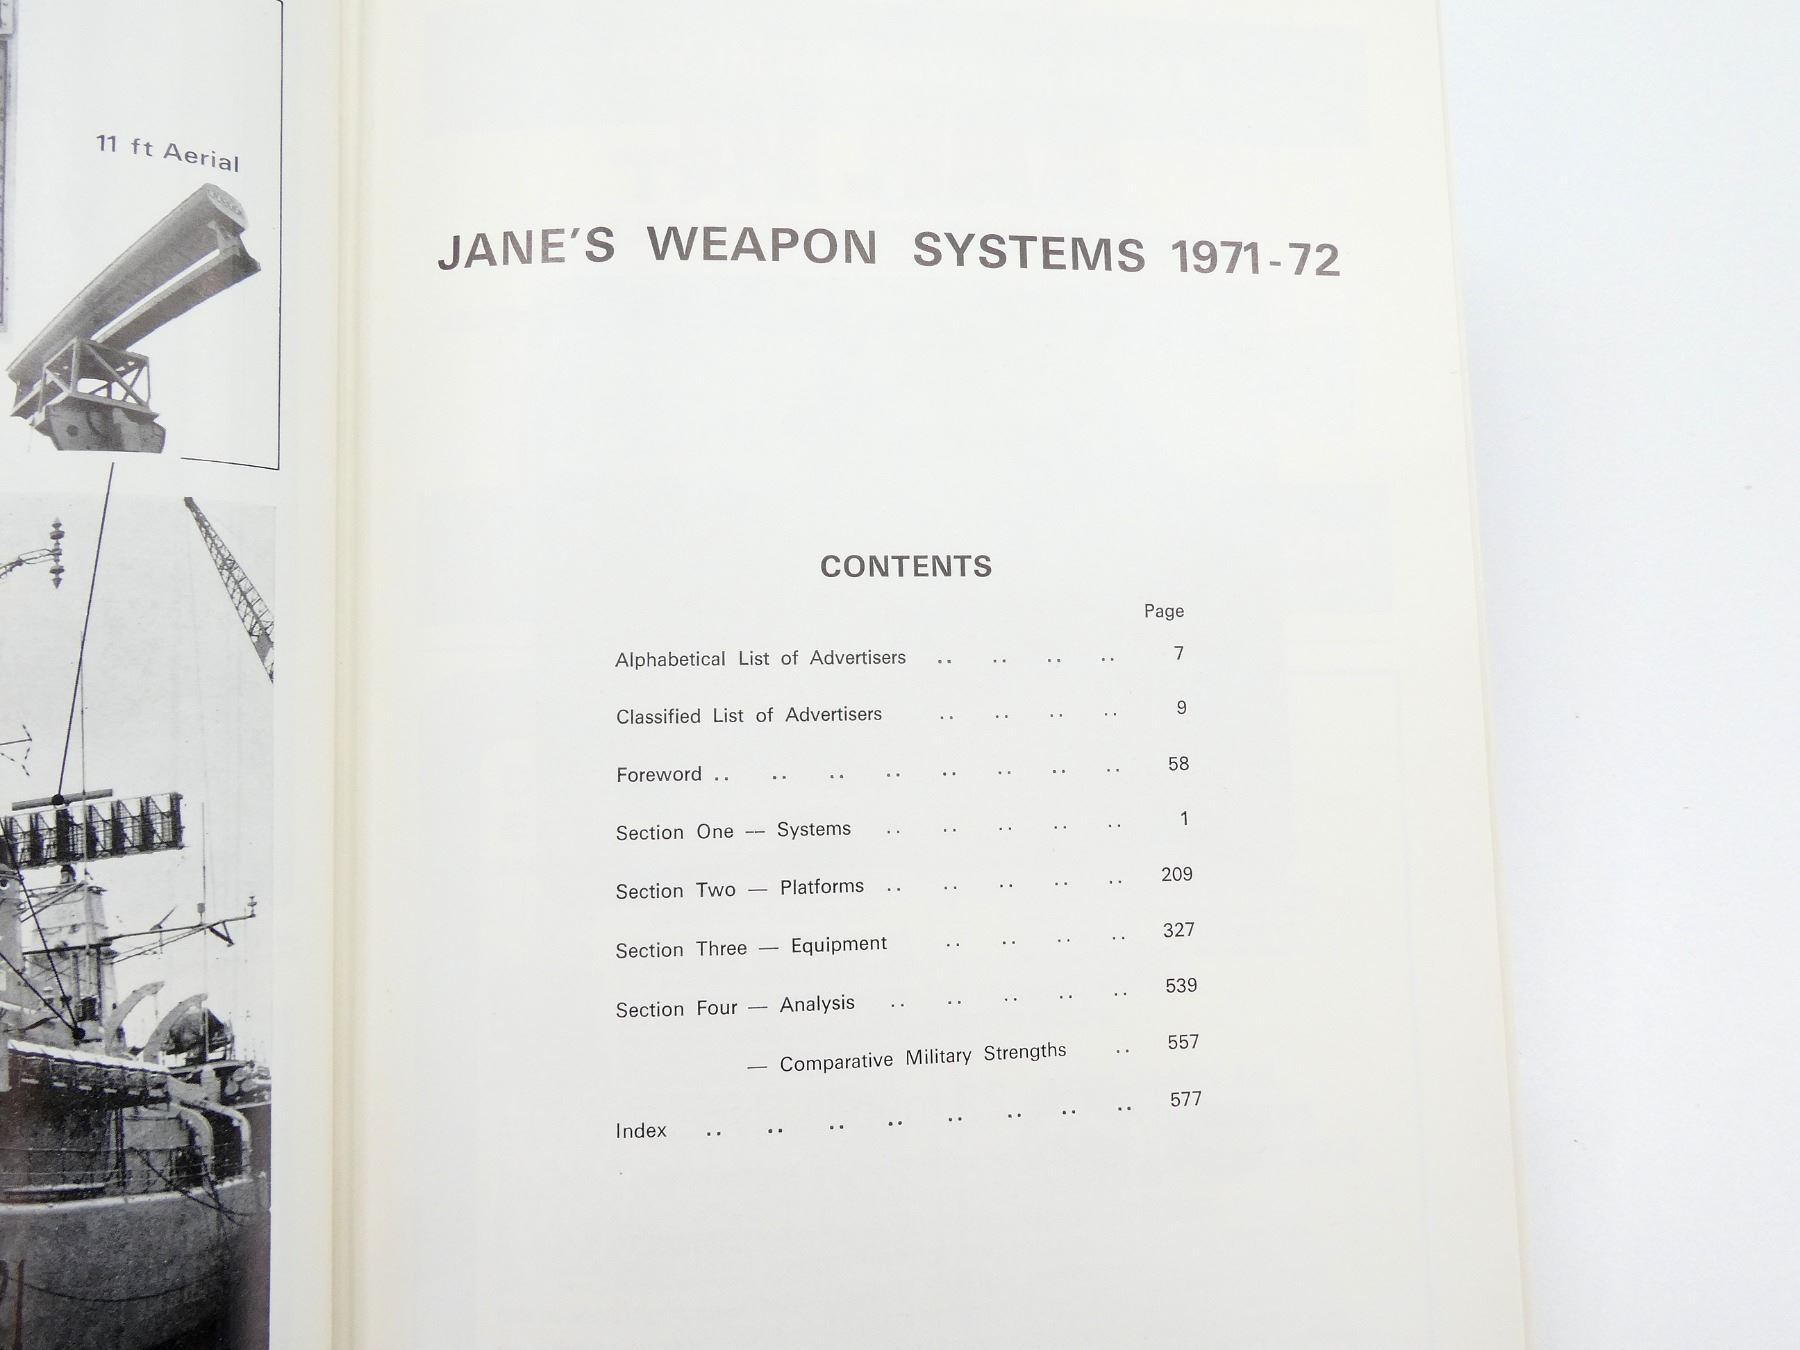 11 ft Aerial
JANE'S WEAPON SYSTEMS 1971-72
CONTENTS
Page
Alphabetical List of Advertisers .. .. .. .. 7
Classified List of Advertisers .. .. .. .. 9
Foreword .. .. .. .. .. .. .. .. 58
Section One — Systems .. .. .. .. .. 1
Section Two — Platforms .. .. .. .. .. 209
Section Three — Equipment .. .. .. .. 327
Section Four — Analysis .. .. .. .. .. 539
— Comparative Military Strengths .. 557
Index .. .. .. .. .. .. .. .. 577